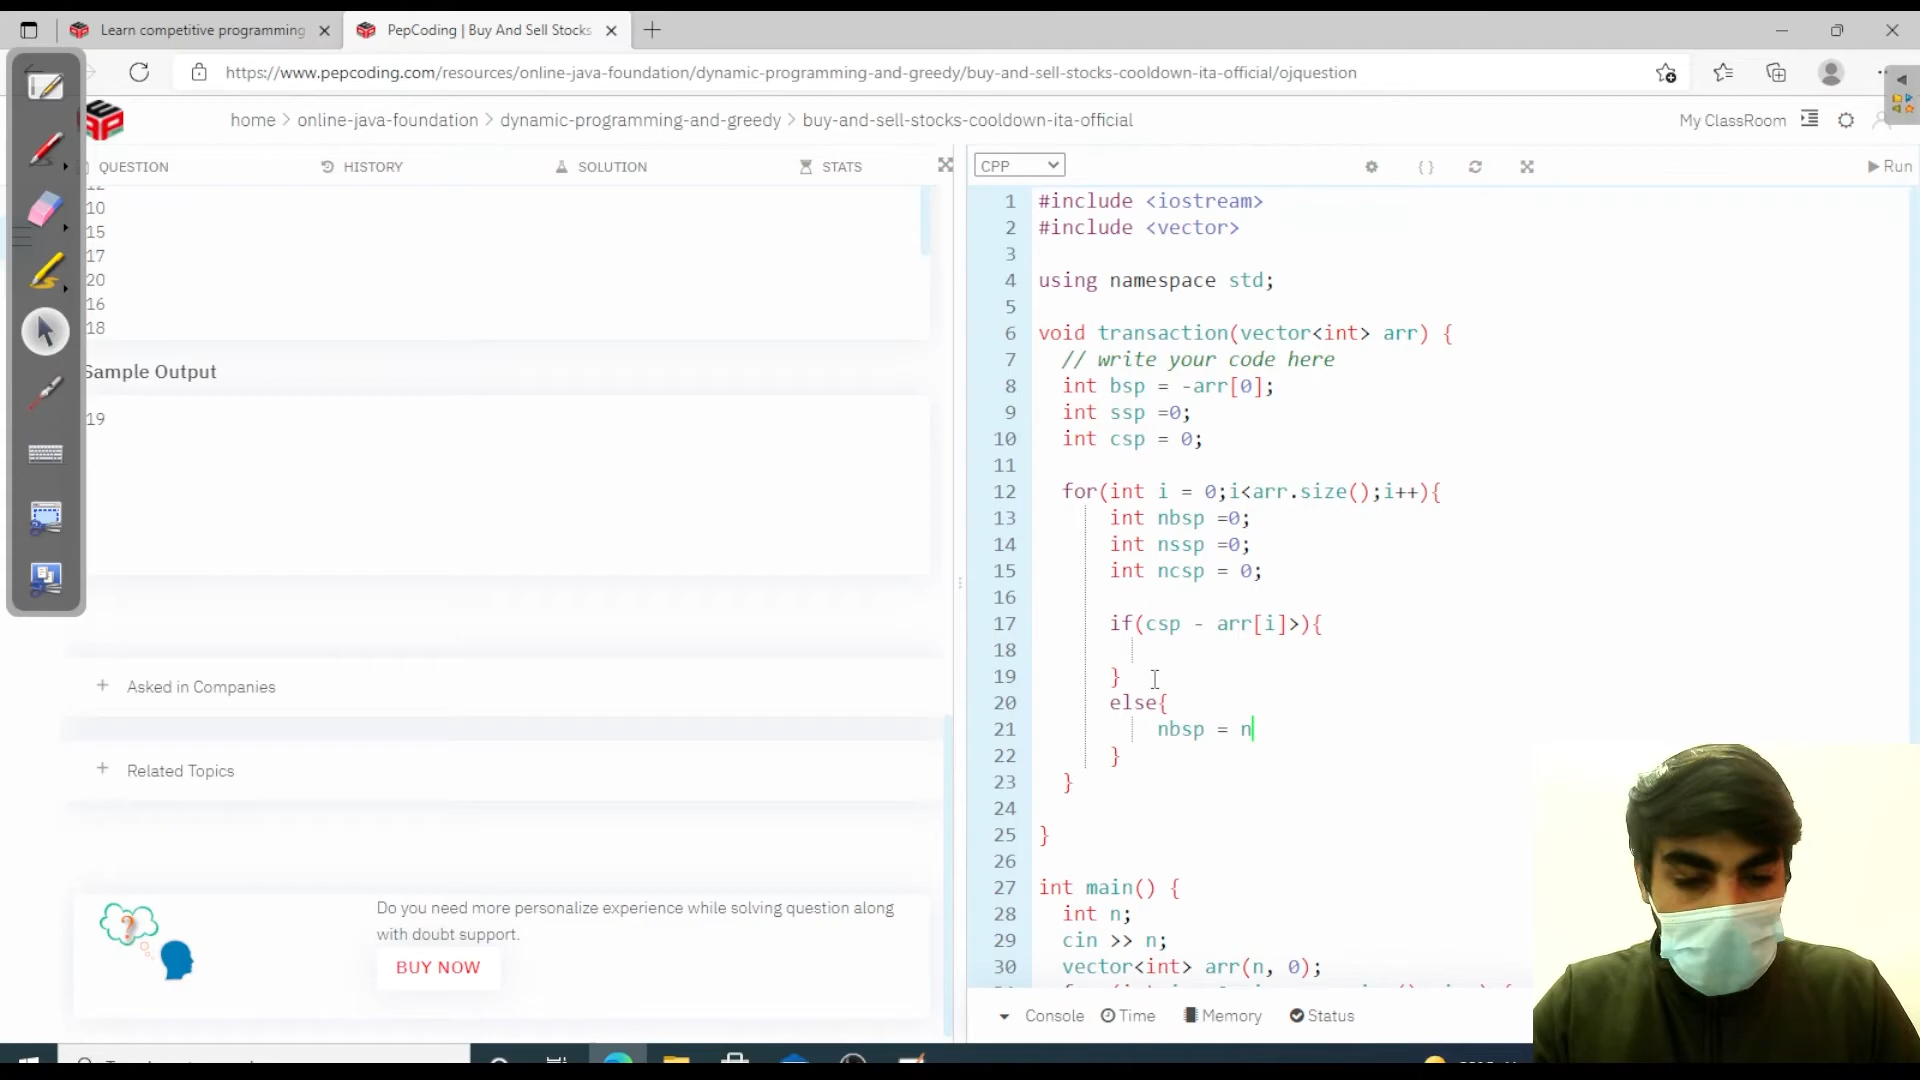 Learn competitive programming
PepCoding | Buy And Sell Stocks
https://www.pepcoding.com/resources/online-java-foundation/dynamic-programming-and-greedy/buy-and-sell-stocks-cooldown-ita-official/ojquestion
home > online-java-foundation > dynamic-programming-and-greedy > buy-and-sell-stocks-cooldown-ita-official
My ClassRoom
QUESTION
HISTORY
SOLUTION
STATS
12
10
15
17
20
16
18
Sample Output
19
+ Asked in Companies
+ Related Topics
Do you need more personalize experience while solving question along
with doubt support.
BUY NOW
CPP
{ }
Run
1 #include <iostream>
2 #include <vector>
3
4 using namespace std;
5
6 void transaction(vector<int> arr) {
7 // write your code here
8 int bsp = -arr[0];
9 int ssp =0;
10 int csp = 0;
11
12 for(int i = 0;i<arr.size();i++){
13 int nbsp =0;
14 int nssp =0;
15 int ncsp = 0;
16
17 if(csp - arr[i]>){
18
19 }
20 else{
21 nbsp = n
22 }
23 }
24
25 }
26
27 int main() {
28 int n;
29 cin >> n;
30 vector<int> arr(n, 0);
Console
Time
Memory
Status